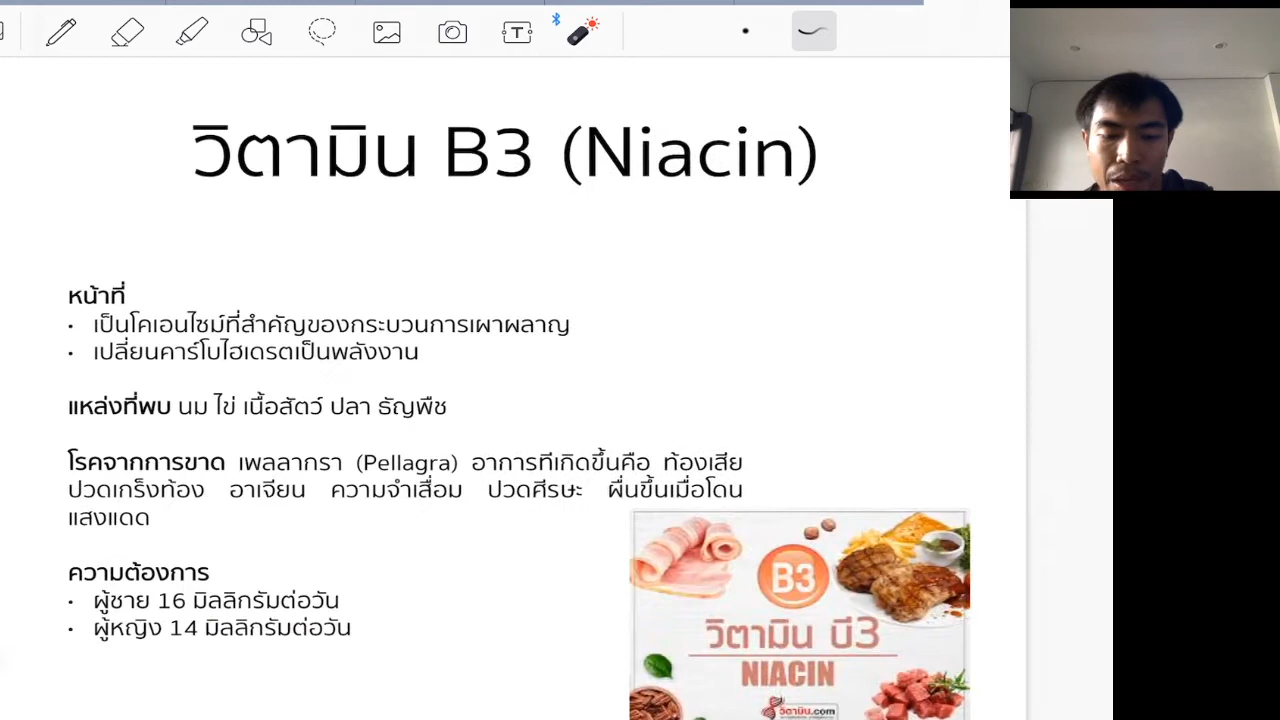 วิตามิน B3 (Niacin)
หน้าที่
• เป็นโคเอนไซม์ที่สำคัญของกระบวนการเผาผลาญ
• เปลี่ยนคาร์โบไฮเดรตเป็นพลังงาน
แหล่งที่พบ นม ไข่ เนื้อสัตว์ ปลา ธัญพืช
โรคจากการขาด เพลลากรา (Pellagra) อาการทีเกิดขึ้นคือ ท้องเสีย
ปวดเกร็งท้อง อาเจียน ความจำเสื่อม ปวดศีรษะ ผื่นขึ้นเมื่อโดน
แสงแดด
ความต้องการ
• ผู้ชาย 16 มิลลิกรัมต่อวัน
• ผู้หญิง 14 มิลลิกรัมต่อวัน
B3
วิตามิน บี3
NIACIN
วิตามิน.com